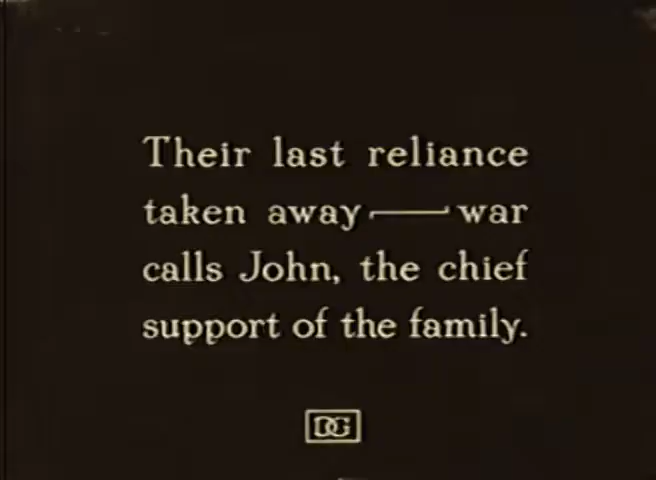 Their last reliance
taken away — war
calls John, the chief
support of the family.
DG